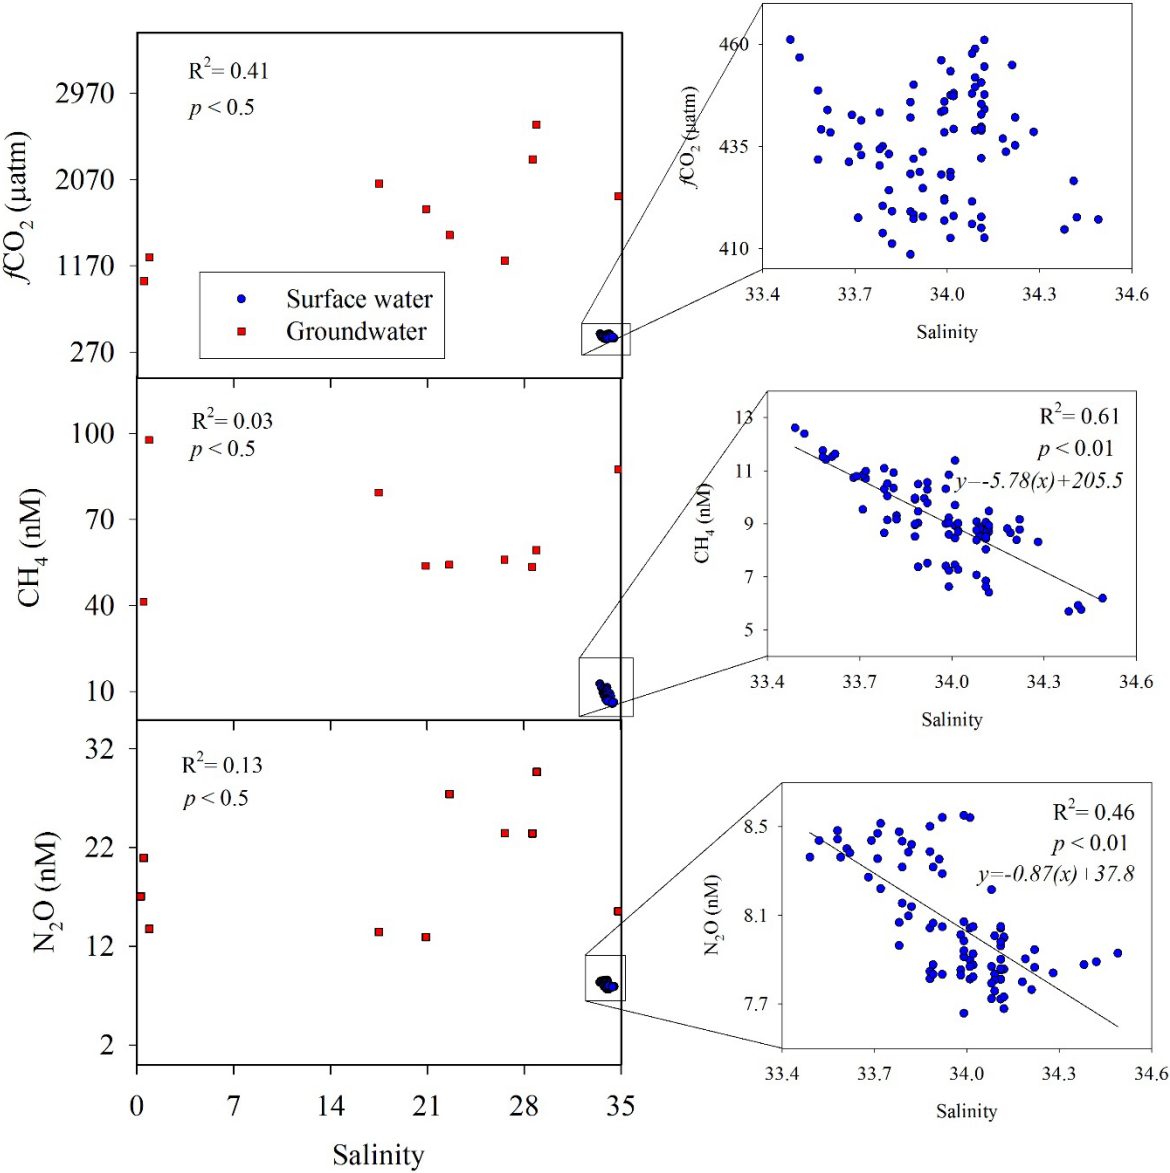 R²= 0.41
p < 0.5
2970
2070
1170
270
fCO₂ (µatm)
Surface water
Groundwater
460
435
410
fCO₂ (µatm)
33.4 33.7 34.0 34.3 34.6
Salinity
R²= 0.03
p < 0.5
100
70
40
10
CH₄ (nM)
R²= 0.61
p < 0.01
y=-5.78(x)+205.5
13
11
9
7
5
CH₄ (nM)
33.4 33.7 34.0 34.3 34.6
Salinity
R²= 0.13
p < 0.5
32
22
12
2
N₂O (nM)
0 7 14 21 28 35
Salinity
R²= 0.46
p < 0.01
y=-0.87(x)+37.8
8.5
8.1
7.7
N₂O (nM)
33.4 33.7 34.0 34.3 34.6
Salinity